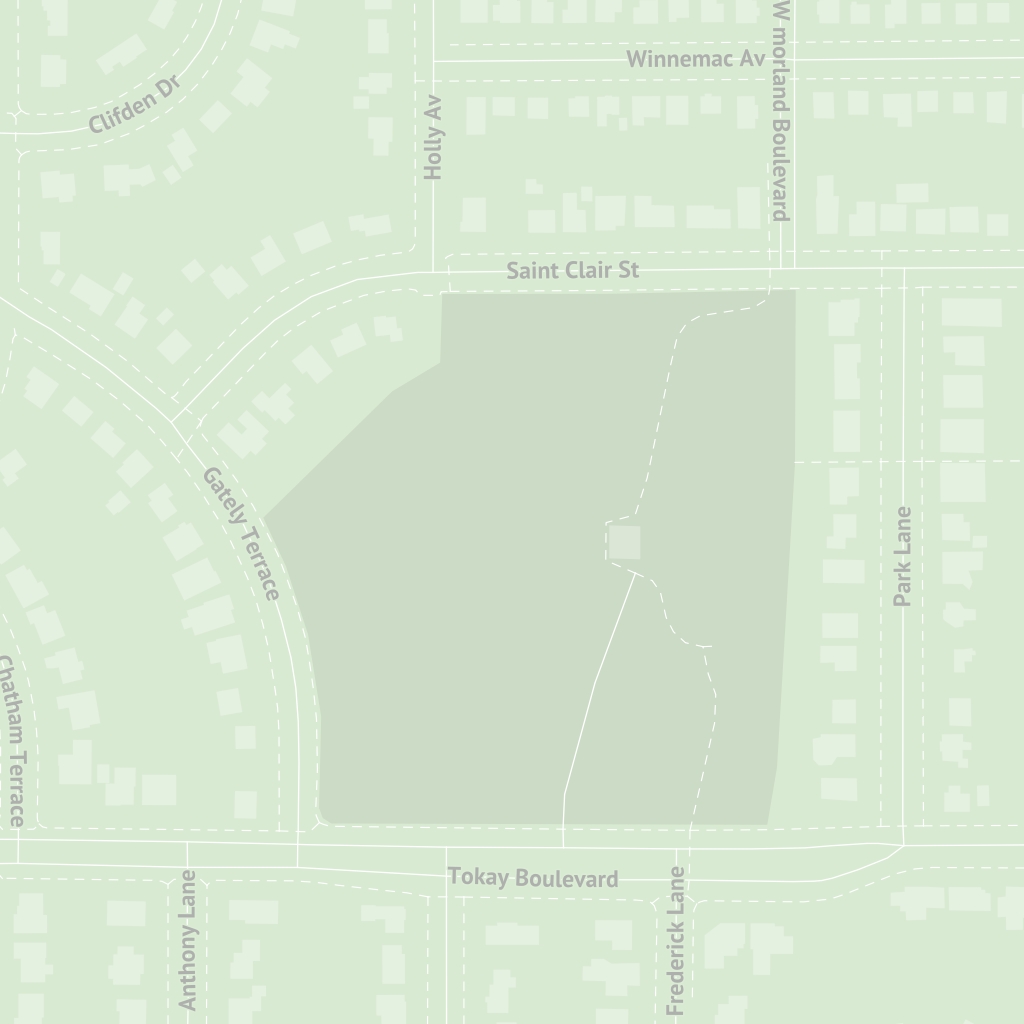 Winnemac Av
W morland Boulevard
Clifden Dr
Holly Av
Saint Clair St
Gately Terrace
Park Lane
Chatham Terrace
Tokay Boulevard
Anthony Lane
Frederick Lane